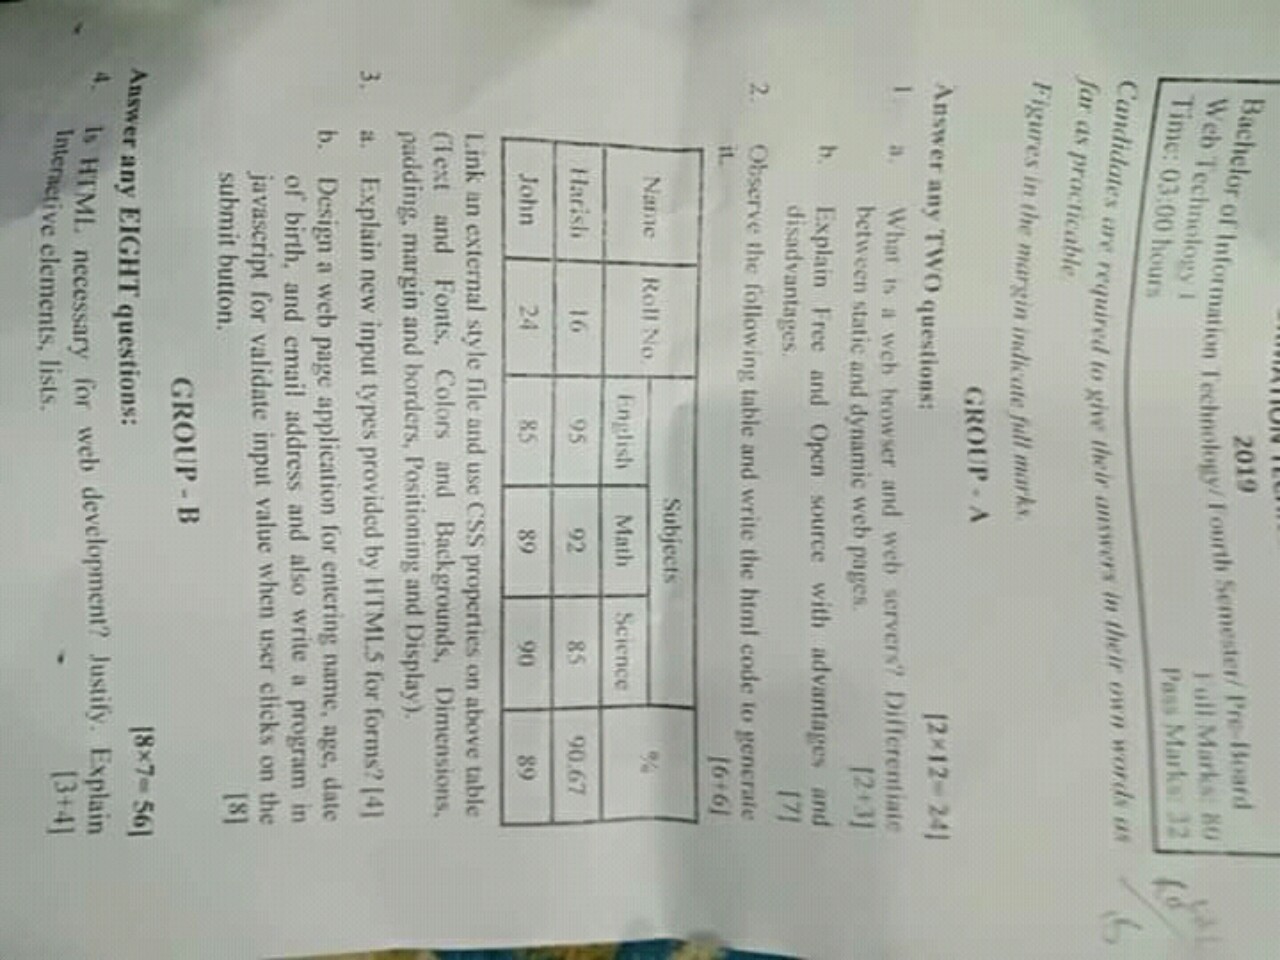 2019
Bachelor of Information Technology/ Fourth Semester/ Pre-Board
Web Technology I Full Marks: 80
Time: 03:00 hours Pass Marks: 32
Candidates are required to give their answers in their own words as
far as practicable.
Figures in the margin indicate full marks.
GROUP - A
Answer any TWO questions: [2×12= 24]
1. a. What is a web browser and web servers? Differentiate
between static and dynamic web pages. [2+3]
b. Explain Free and Open source with advantages and
disadvantages. [7]
2. Observe the following table and write the html code to generate
it. [6+6]
Name Roll No. Subjects %
English Math Science
Harish 16 95 92 85 90.67
John 24 85 89 90 89
Link an external style file and use CSS properties on above table
(Text and Fonts, Colors and Backgrounds, Dimensions,
padding, margin and borders, Positioning and Display).
3. a. Explain new input types provided by HTML5 for forms? [4]
b. Design a web page application for entering name, age, date
of birth, and email address and also write a program in
javascript for validate input value when user clicks on the
submit button. [8]
GROUP - B
Answer any EIGHT questions: [8×7= 56]
4. Is HTML necessary for web development? Justify. Explain
Interactive elements, lists. [3+4]